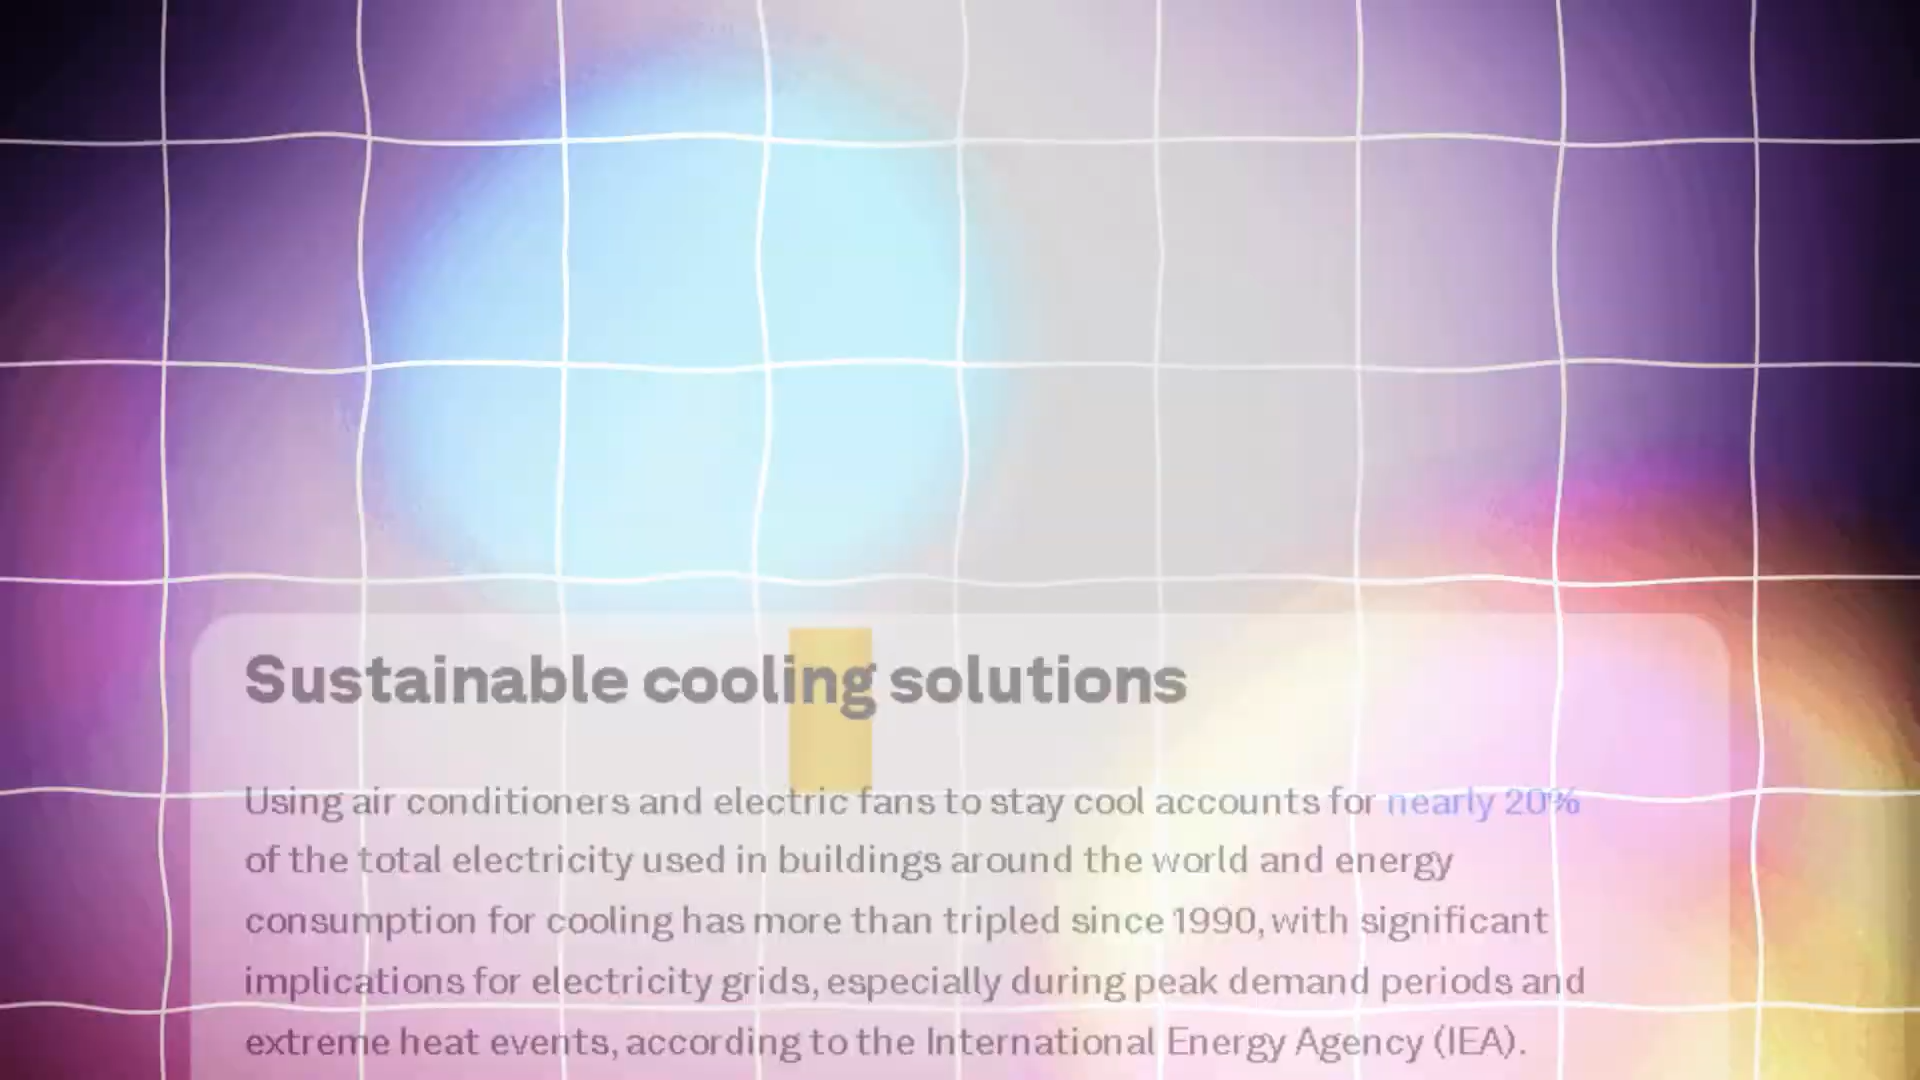 Sustainable cooling solutions
Using air conditioners and electric fans to stay cool accounts for nearly 20%
of the total electricity used in buildings around the world and energy
consumption for cooling has more than tripled since 1990, with significant
implications for electricity grids, especially during peak demand periods and
extreme heat events, according to the International Energy Agency (IEA).